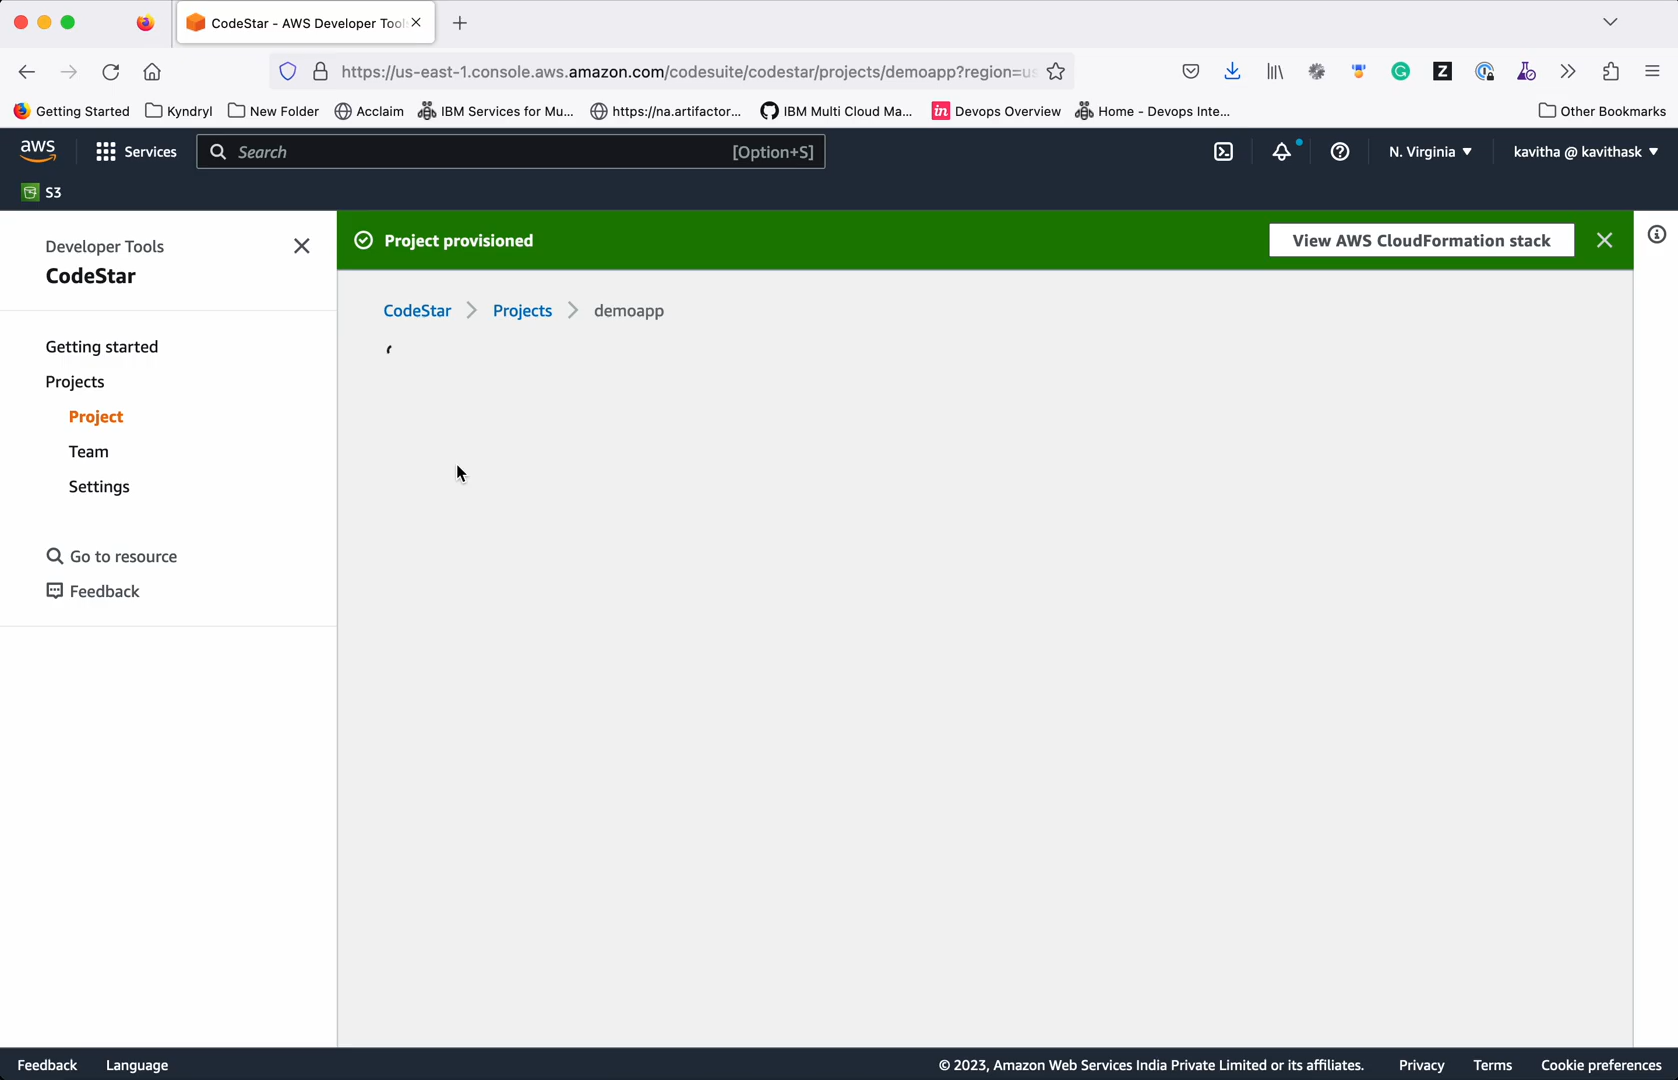 CodeStar - AWS Developer Tool
https://us-east-1.console.aws.amazon.com/codesuite/codestar/projects/demoapp?region=us
Getting Started
Kyndryl
New Folder
Acclaim
IBM Services for Mu...
https://na.artifactor...
IBM Multi Cloud Ma...
in
Devops Overview
Home - Devops Inte...
Other Bookmarks
aws
Services
Search
[Option+S]
N. Virginia
kavitha @ kavithask
S3
Developer Tools
CodeStar
Getting started
Projects
Project
Team
Settings
Go to resource
Feedback
Project provisioned
View AWS CloudFormation stack
CodeStar
Projects
demoapp
Feedback
Language
© 2023, Amazon Web Services India Private Limited or its affiliates.
Privacy
Terms
Cookie preferences